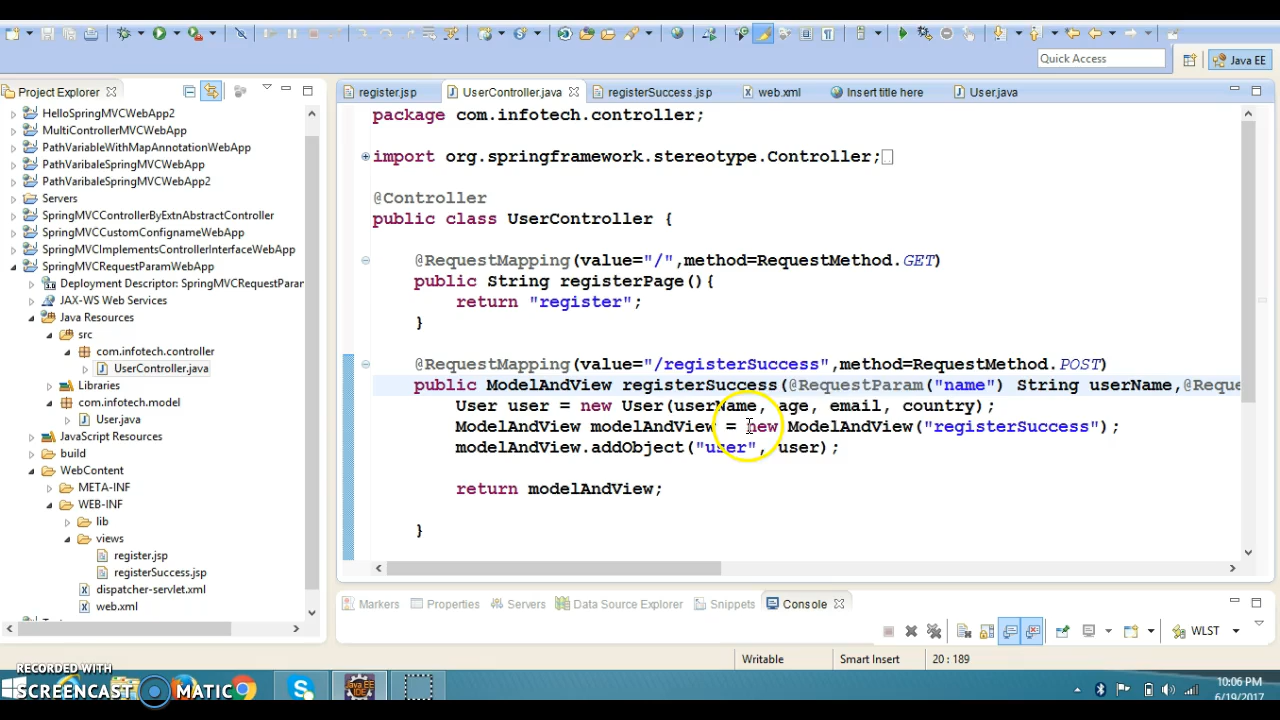 Quick Access
Java EE
Project Explorer
register.jsp
UserController.java
registerSuccess.jsp
web.xml
Insert title here
User.java
HelloSpringMVCWebApp2
MultiControllerMVCWebApp
PathVariableWithMapAnnotationWebApp
PathVaribaleSpringMVCWebApp
PathVaribaleSpringMVCWebApp2
Servers
SpringMVCControllerByExtnAbstractController
SpringMVCCustomConfignameWebApp
SpringMVCImplementsControllerInterfaceWebApp
SpringMVCRequestParamWebApp
Deployment Descriptor: SpringMVCRequestParar
JAX-WS Web Services
Java Resources
src
com.infotech.controller
UserController.java
Libraries
com.infotech.model
User.java
JavaScript Resources
build
WebContent
META-INF
WEB-INF
lib
views
register.jsp
registerSuccess.jsp
dispatcher-servlet.xml
web.xml
package com.infotech.controller;
import org.springframework.stereotype.Controller;
@Controller
public class UserController {
@RequestMapping(value="/",method=RequestMethod.GET)
public String registerPage(){
return "register";
}
@RequestMapping(value="/registerSuccess",method=RequestMethod.POST)
public ModelAndView registerSuccess(@RequestParam("name") String userName,@Reque
User user = new User(userName, age, email, country);
ModelAndView modelAndView = new ModelAndView("registerSuccess");
modelAndView.addObject("user", user);
return modelAndView;
}
Markers
Properties
Servers
Data Source Explorer
Snippets
Console
WLST
Writable
Smart Insert
20 : 189
RECORDED WITH
SCREENCAST MATIC
Java EE
IDE
10:06 PM
6/19/2017